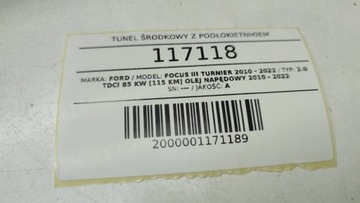 TUNEL ŚRODKOWY Z PODŁOKIETNIKIEM
117118
MARKA: FORD / MODEL: FOCUS III TURNIER 2010 - 2022 / TYP: 2.0
TDCI 85 KW [115 KM] OLEJ NAPĘDOWY 2010 - 2022
SN: --- / JAKOŚĆ: A
2000001171189